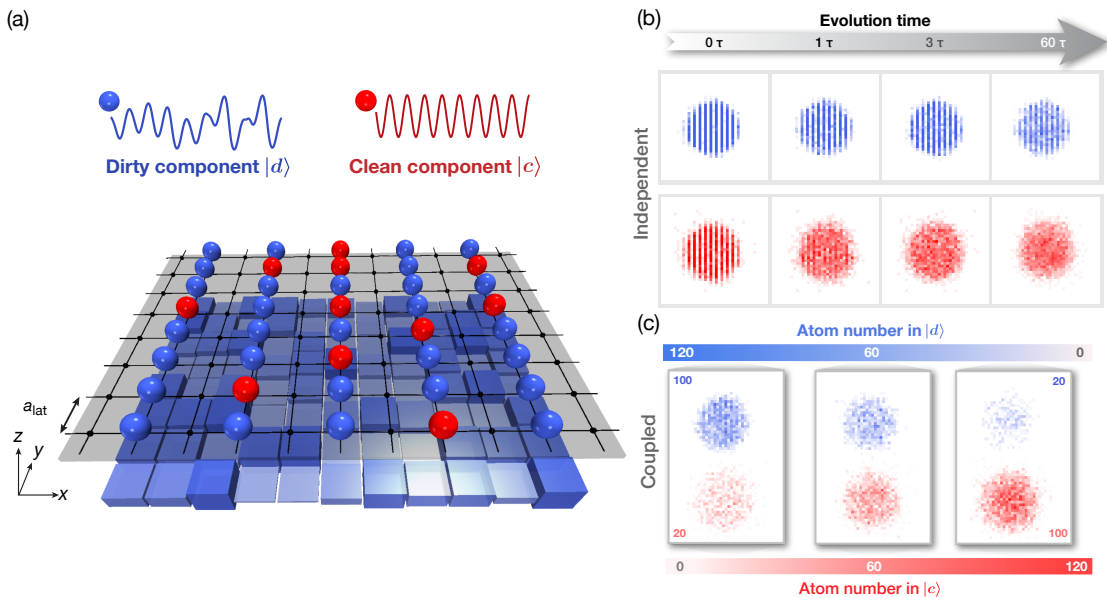 (a)
Dirty component |d⟩
Clean component |c⟩
a_lat
z
y
x
(b)
Evolution time
0 τ 1 τ 3 τ 60 τ
Independent
(c)
Atom number in |d⟩
120 60 0
Coupled
100 20
20 100
0 60 120
Atom number in |c⟩